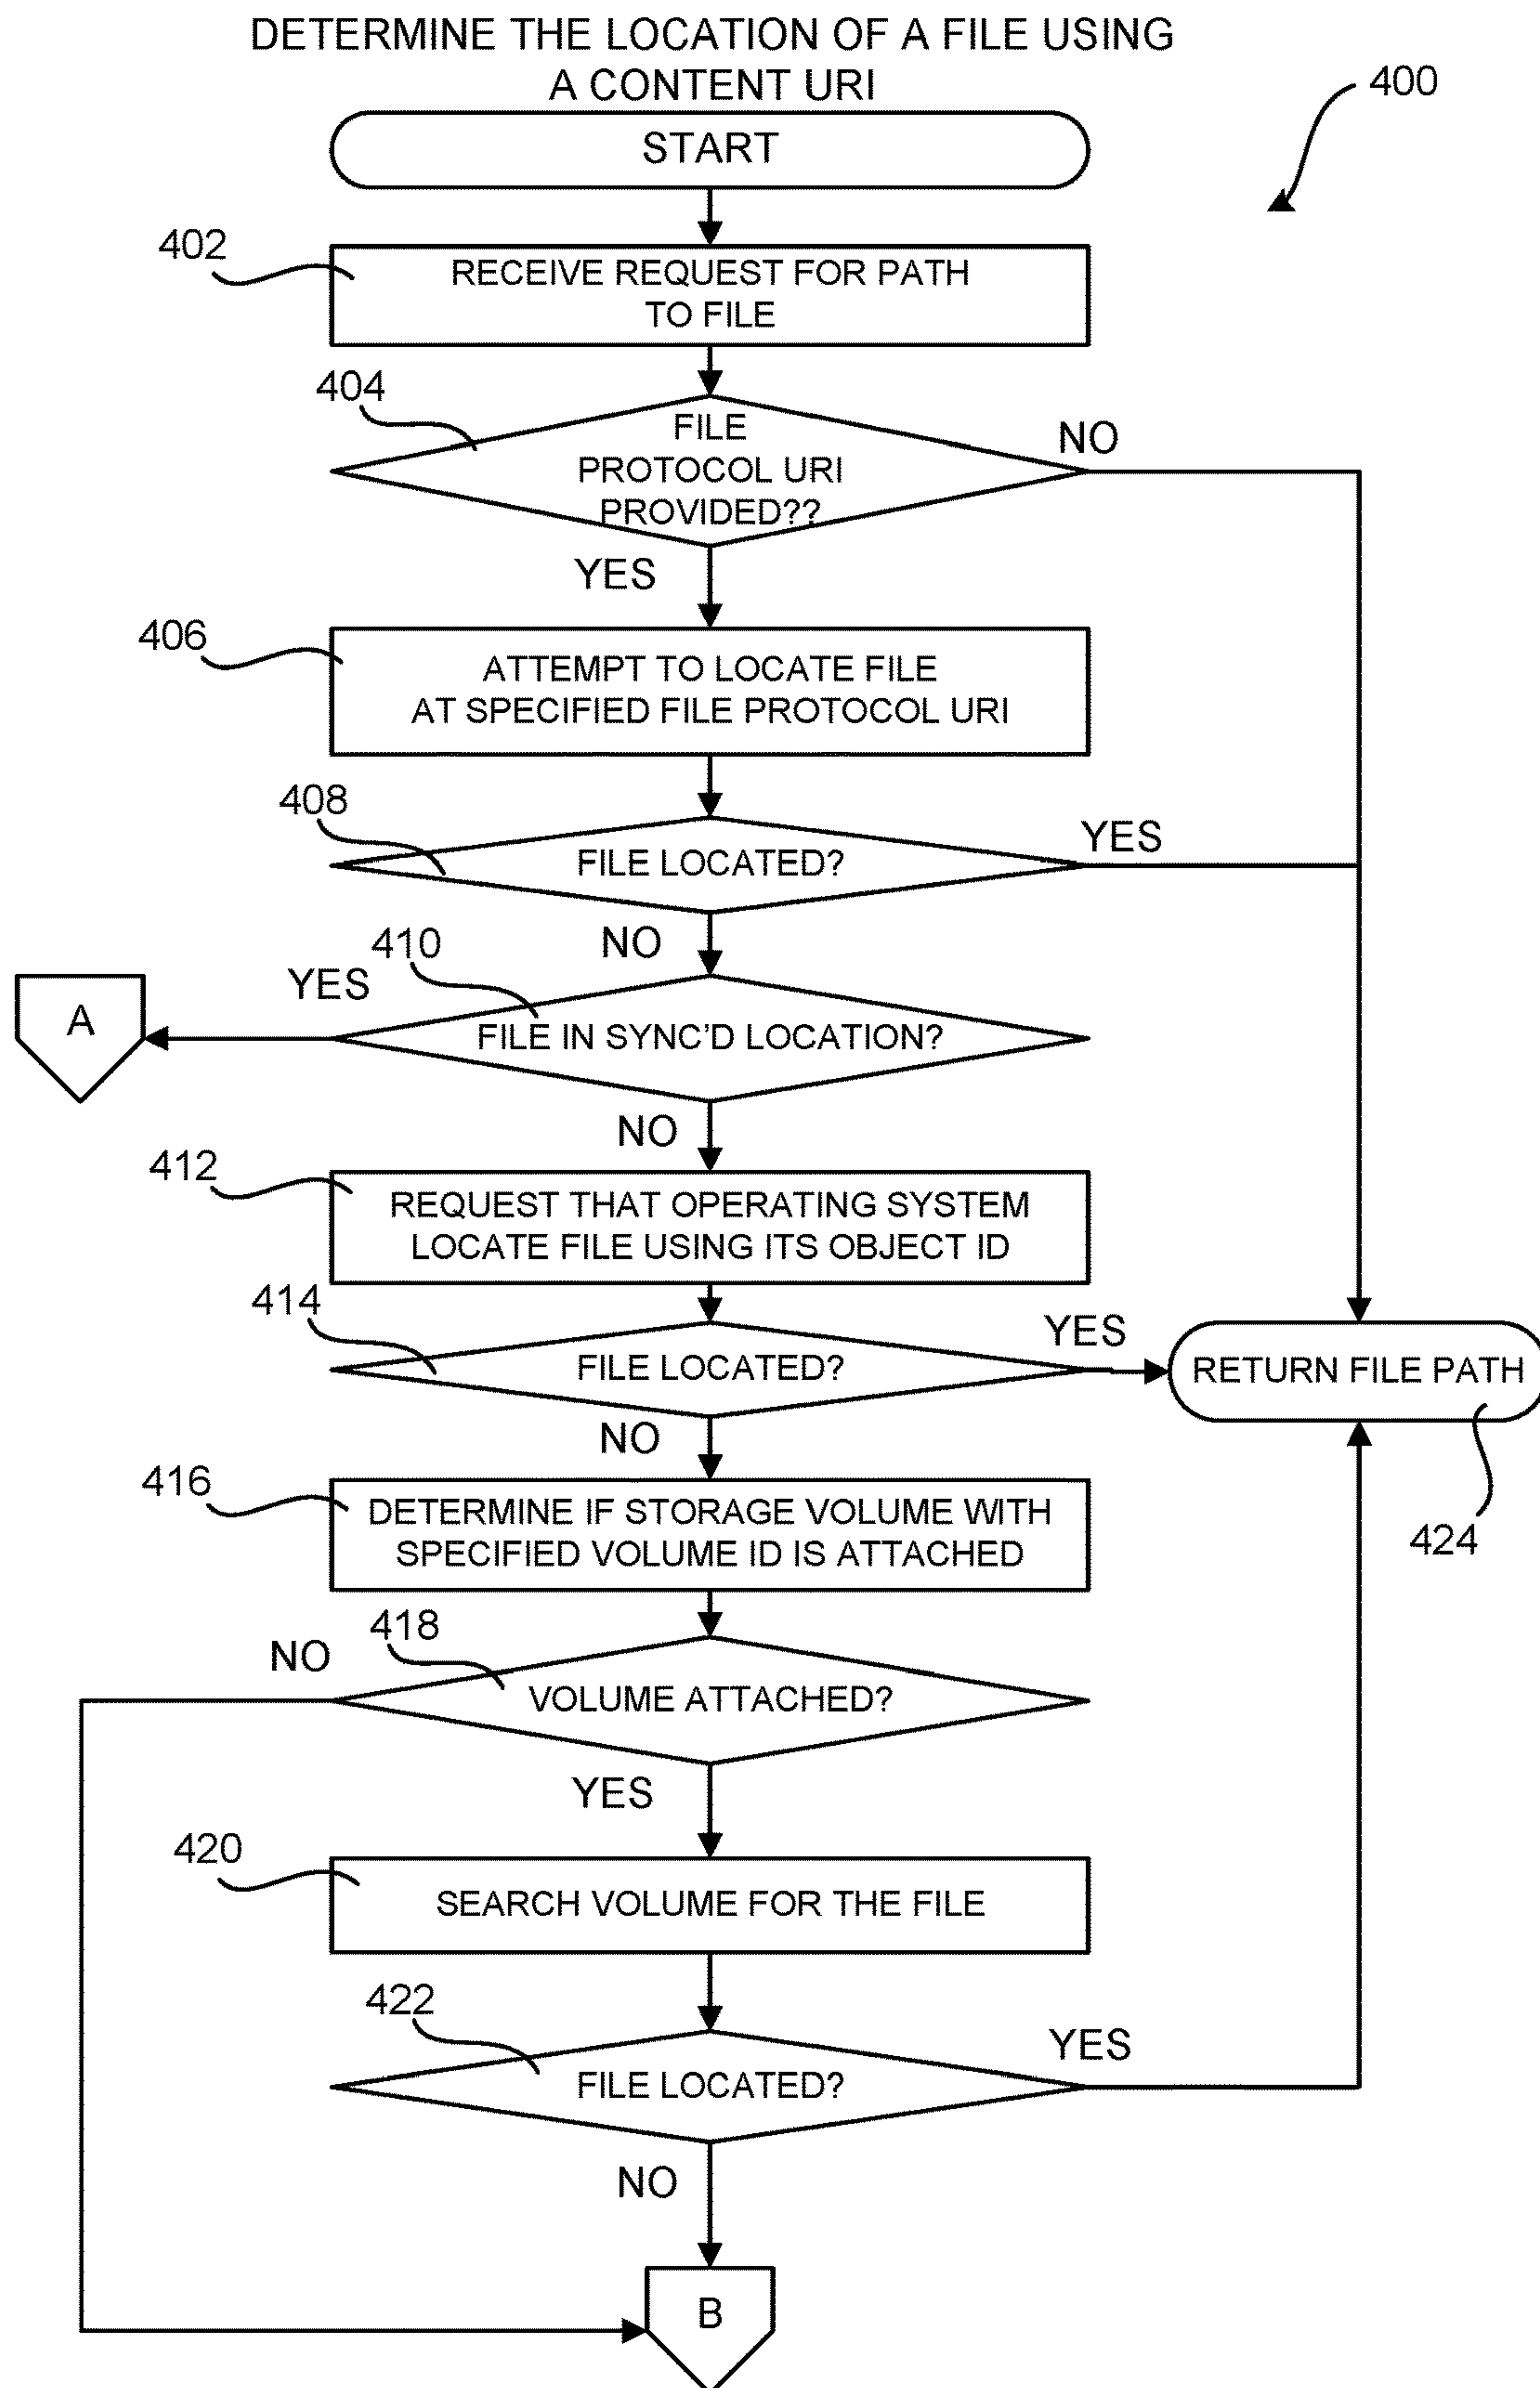 DETERMINE THE LOCATION OF A FILE USING
A CONTENT URI
400
START
402
RECEIVE REQUEST FOR PATH
TO FILE
404
FILE
PROTOCOL URI
PROVIDED??
NO
YES
406
ATTEMPT TO LOCATE FILE
AT SPECIFIED FILE PROTOCOL URI
408
FILE LOCATED?
YES
NO
410
YES
A
FILE IN SYNC'D LOCATION?
NO
412
REQUEST THAT OPERATING SYSTEM
LOCATE FILE USING ITS OBJECT ID
414
FILE LOCATED?
YES
RETURN FILE PATH
424
NO
416
DETERMINE IF STORAGE VOLUME WITH
SPECIFIED VOLUME ID IS ATTACHED
418
NO
VOLUME ATTACHED?
YES
420
SEARCH VOLUME FOR THE FILE
422
FILE LOCATED?
YES
NO
B